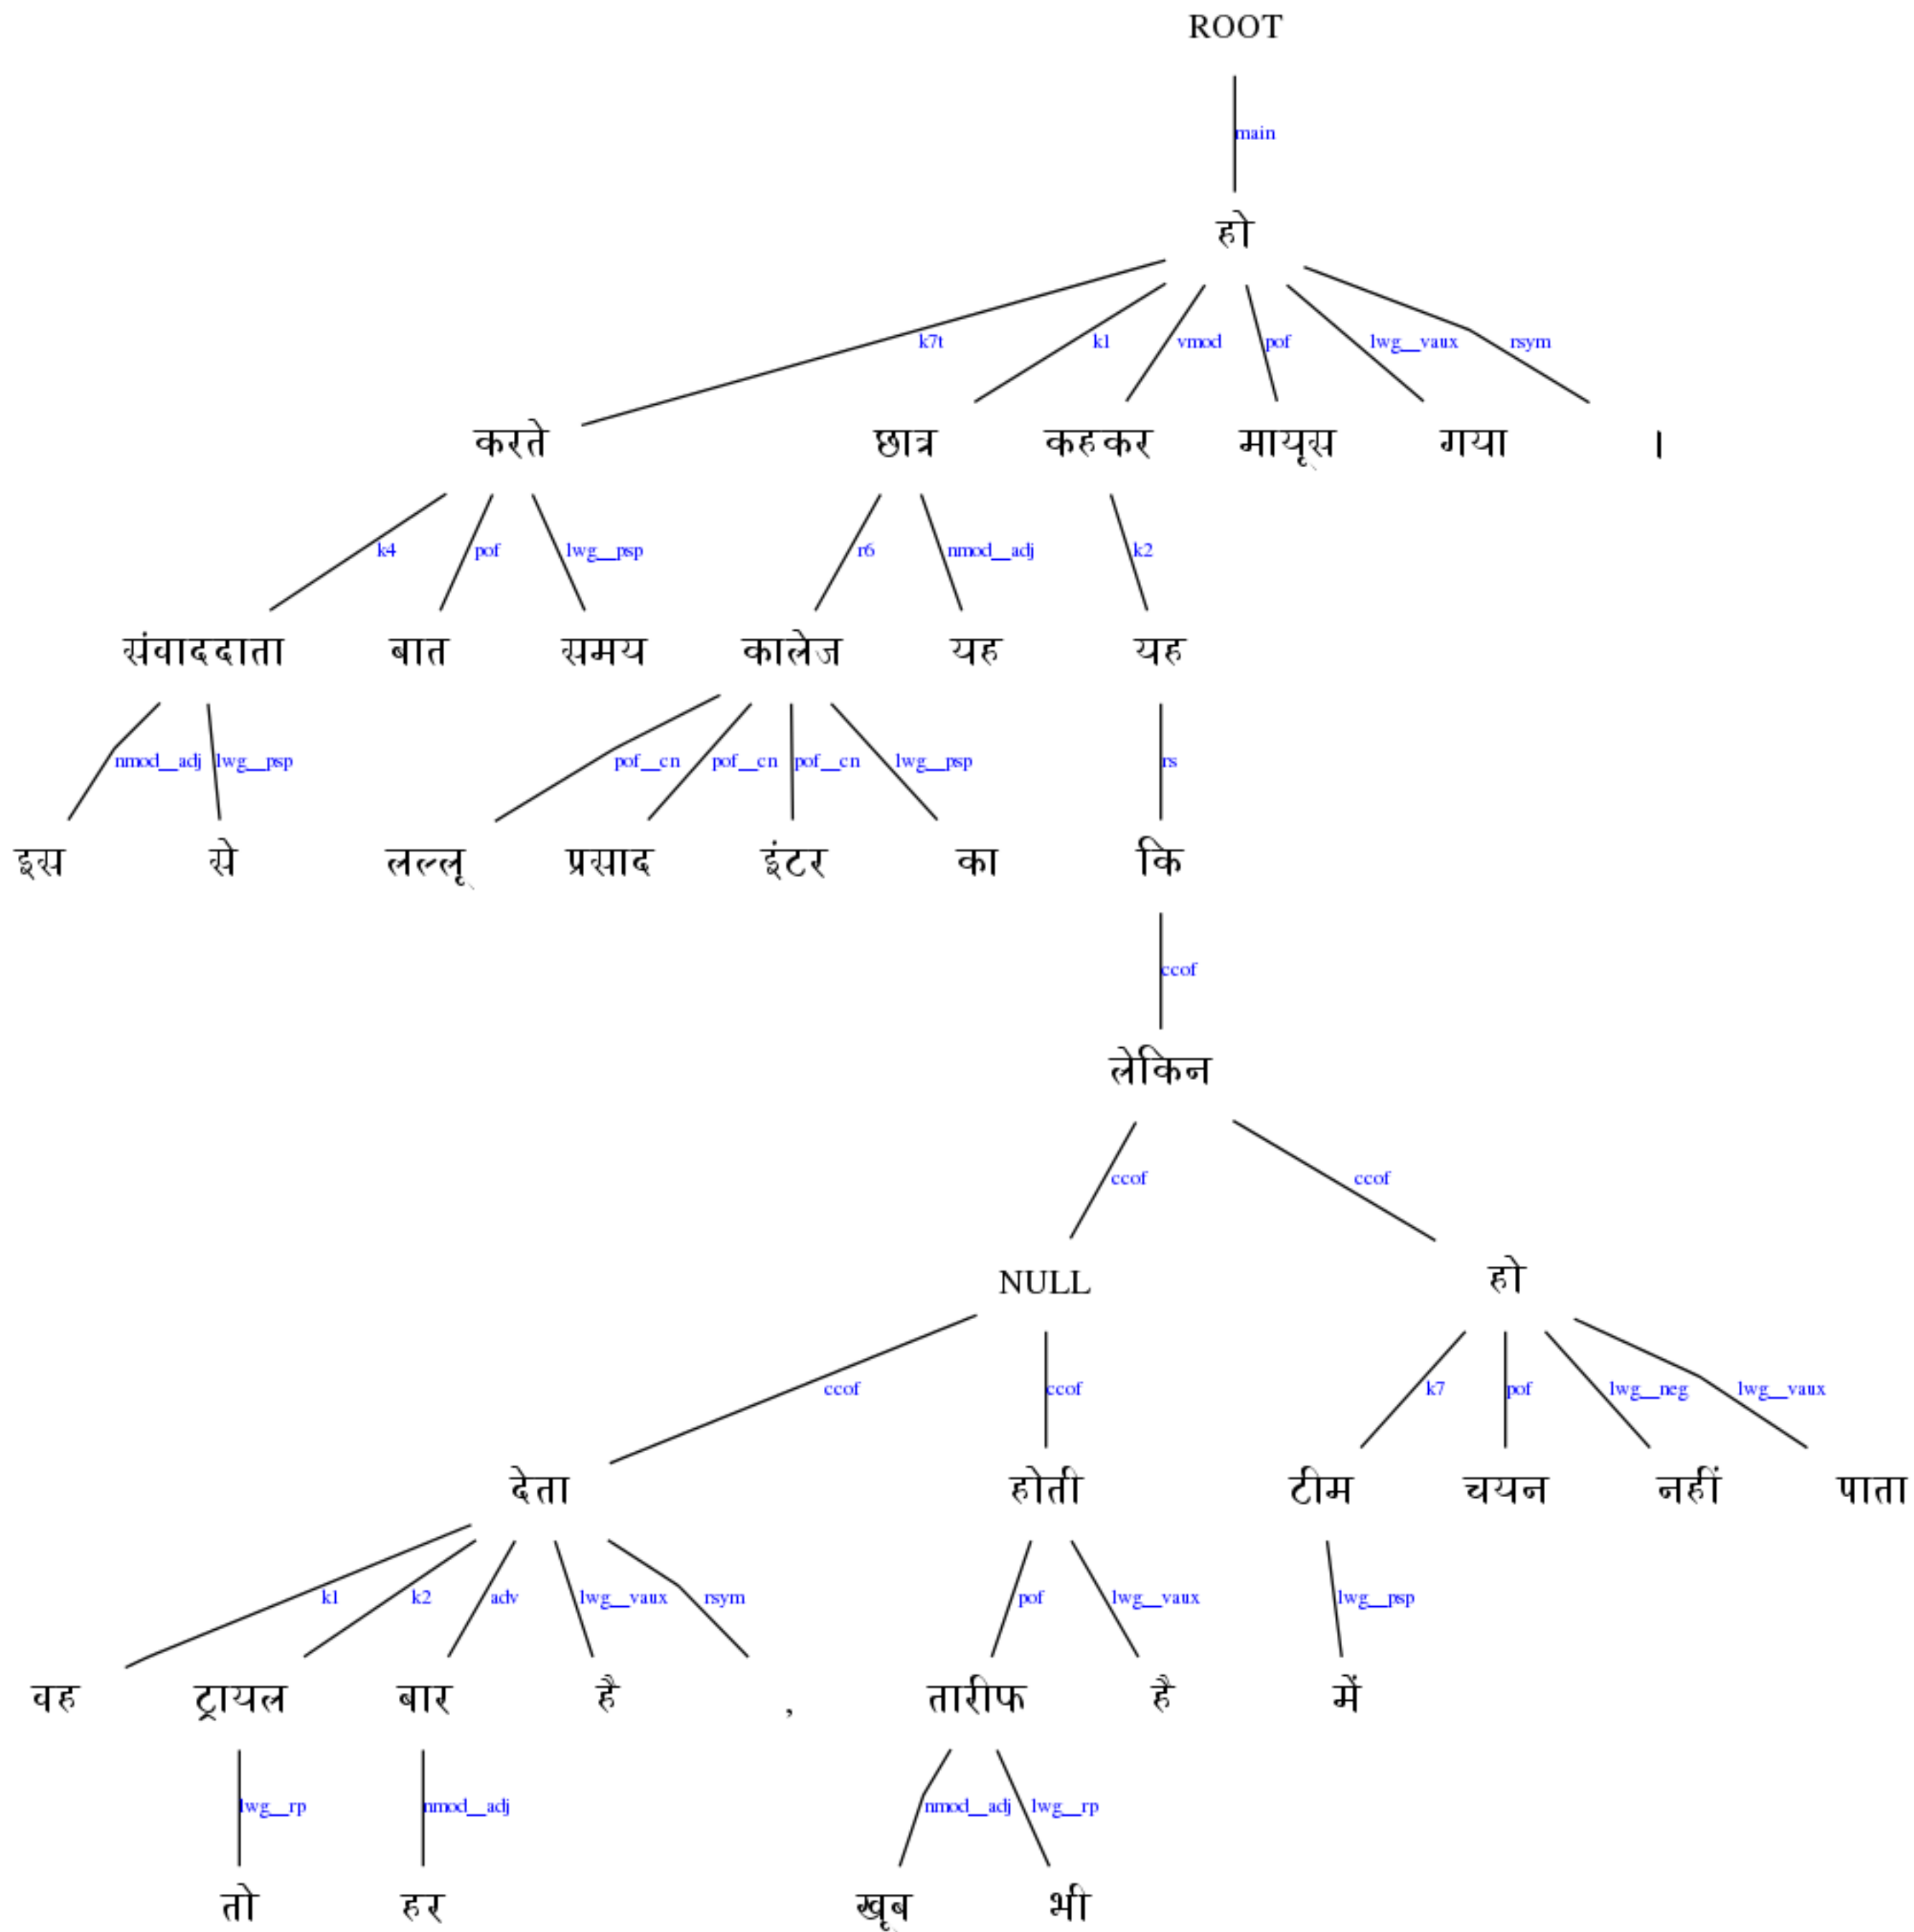 ROOT
main
हो
k7t k1 vmod pof lwg__vaux rsym
करते छात्र कहकर मायूस गया ।
k4 pof lwg__psp r6 nmod__adj k2
संवाददाता बात समय कालेज यह यह
nmod__adj lwg__psp pof__cn pof__cn pof__cn lwg__psp rs
इस से लल्लू प्रसाद इंटर का कि
ccof
लेकिन
ccof ccof
NULL हो
ccof ccof k7 pof lwg__neg lwg__vaux
देता होती टीम चयन नहीं पाता
k1 k2 adv lwg__vaux rsym pof lwg__vaux lwg__psp
वह ट्रायल बार है , तारीफ है में
lwg__rp nmod__adj nmod__adj lwg__rp
तो हर खूब भी